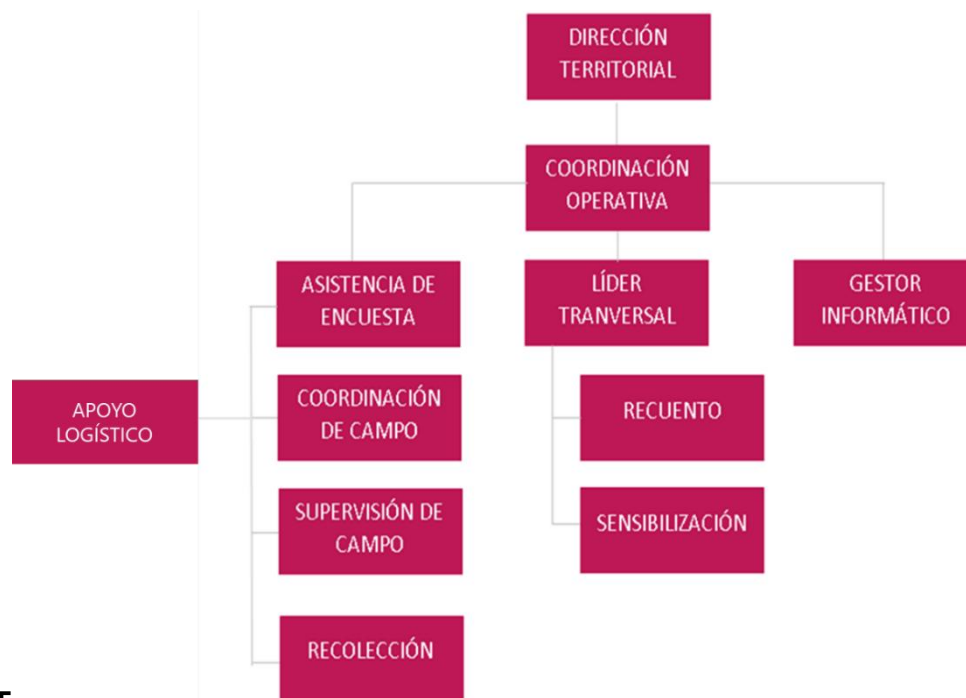 DIRECCIÓN
TERRITORIAL
COORDINACIÓN
OPERATIVA
ASISTENCIA DE
ENCUESTA
LÍDER
TRANVERSAL
GESTOR
INFORMÁTICO
APOYO
LOGÍSTICO
COORDINACIÓN
DE CAMPO
RECUENTO
SUPERVISIÓN DE
CAMPO
SENSIBILIZACIÓN
RECOLECCIÓN